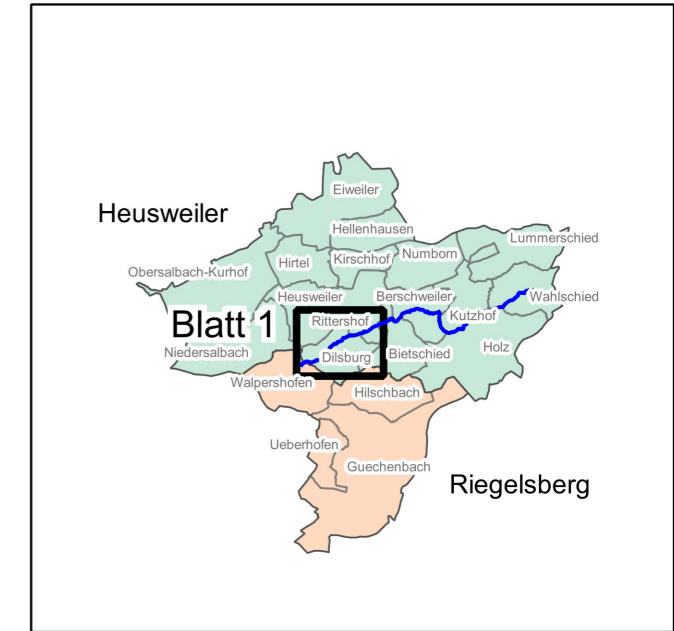 Eiweiler
Heusweiler
Hellenhausen
Lummerschied
Numborn
Kirschhof
Hirtel
Obersalbach-Kurhof
Heusweiler
Berschweiler
Wahlschied
Kutzhof
Blatt 1
Rittershof
Holz
Niedersalbach
Dilsburg
Bietschied
Walpershofen
Hilschbach
Ueberhofen
Guechenbach
Riegelsberg